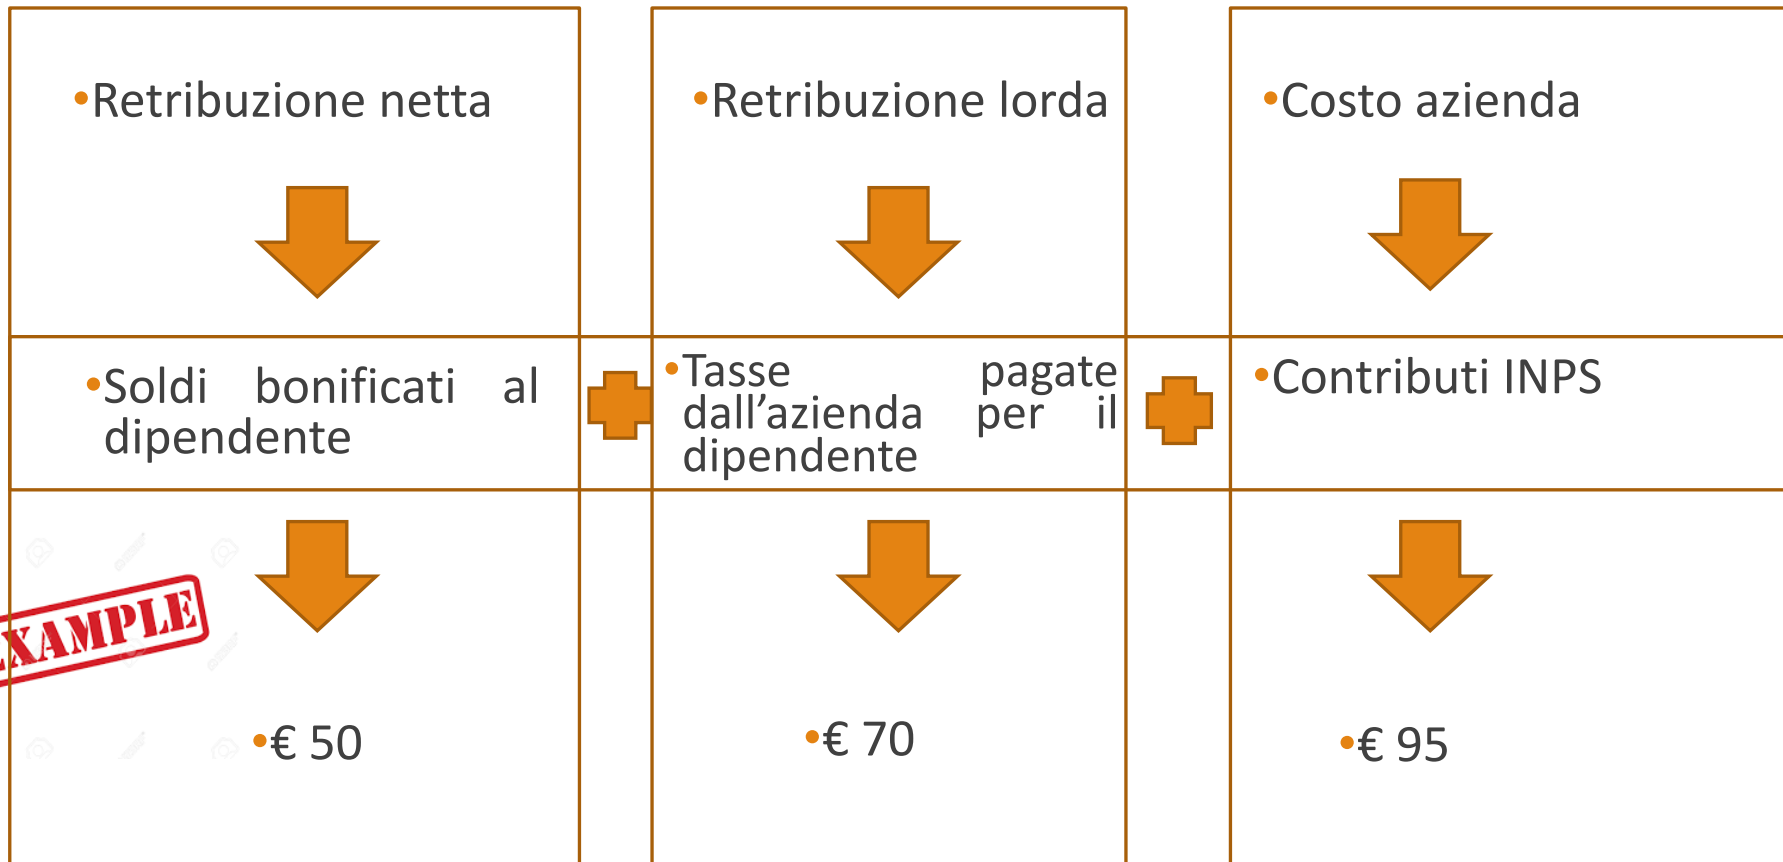 •Retribuzione netta
•Retribuzione lorda
•Costo azienda
•Soldi bonificati al
dipendente
•Tasse pagate
dall’azienda per il
dipendente
•Contributi INPS
XAMPLE
•€ 50
•€ 70
•€ 95